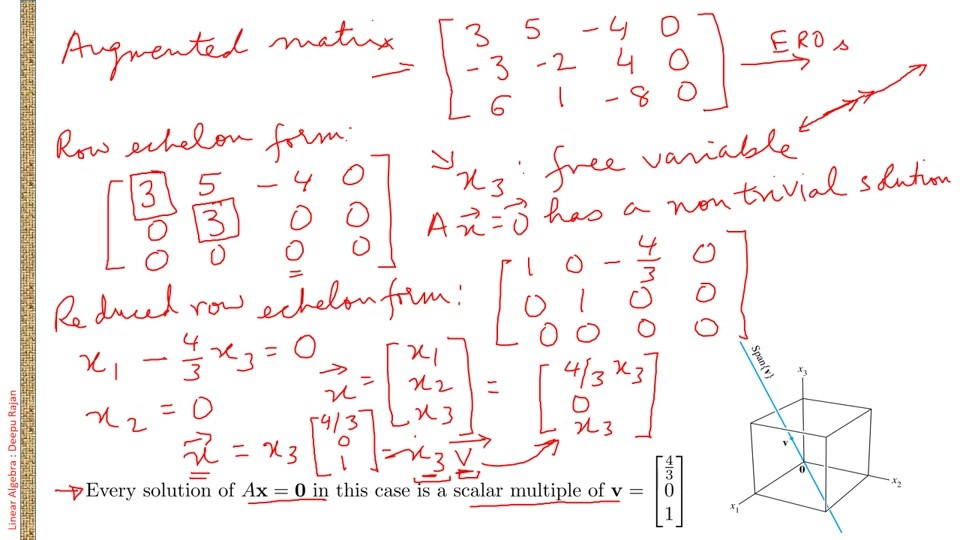 Augmented matrix → [ 3 5 -4 0 ] EROs →
[ -3 -2 4 0 ]
[ 6 1 -8 0 ]
Row echelon form:
[ 3 5 -4 0 ]
[ 0 3 0 0 ]
[ 0 0 0 0 ]
x3 : free variable
A x⃗ = 0⃗ has a non trivial solution
Reduced row echelon form:
[ 1 0 -4/3 0 ]
[ 0 1 0 0 ]
[ 0 0 0 0 ]
x1 - 4/3 x3 = 0
x2 = 0
x⃗ = [ x1 x2 x3 ] = [ 4/3 x3 0 x3 ]
x⃗ = x3 [ 4/3 0 1 ] = x3 v⃗
→ Every solution of Ax = 0 in this case is a scalar multiple of v = [ 4/3 0 1 ]
Span{v}
x3
v
0
x2
x1
Linear Algebra : Deepu Rajan